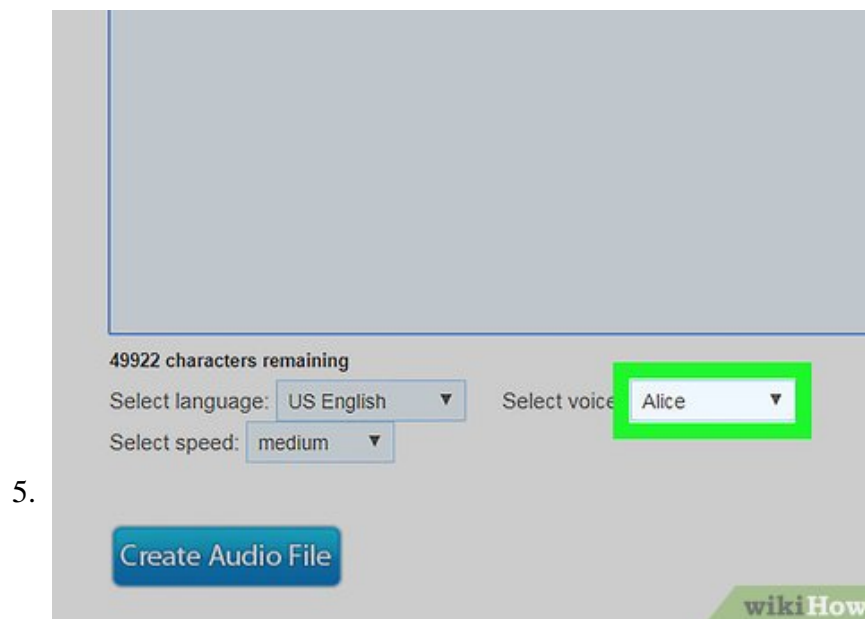 49922 characters remaining
Select language: US English ▼ Select voice Alice ▼
Select speed: medium ▼
5.
Create Audio File
wikiHow